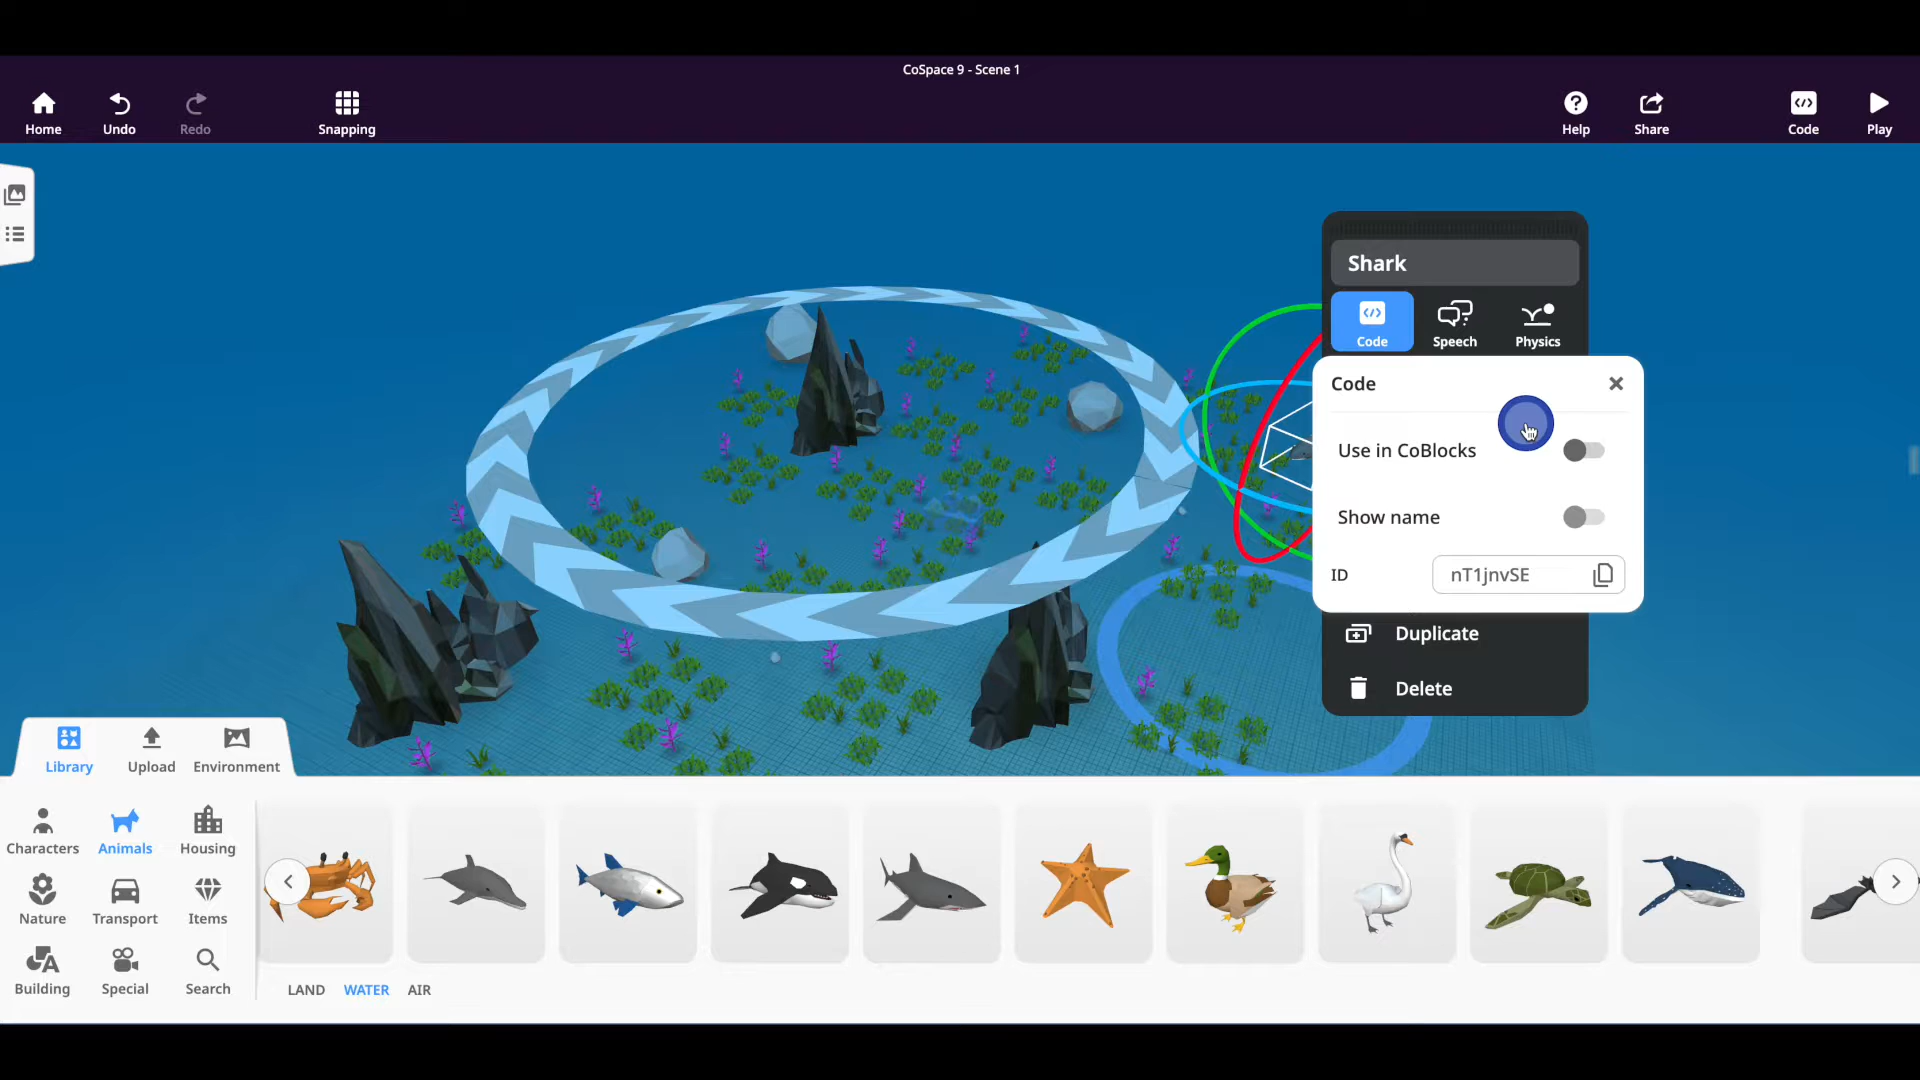 CoSpace 9 - Scene 1
Home
Undo
Redo
Snapping
Help
Share
Code
Play
Shark
Code
Speech
Physics
Code
Use in CoBlocks
Show name
ID
nT1jnvSE
Duplicate
Delete
Library
Upload
Environment
Characters
Animals
Housing
Nature
Transport
Items
Building
Special
Search
LAND
WATER
AIR